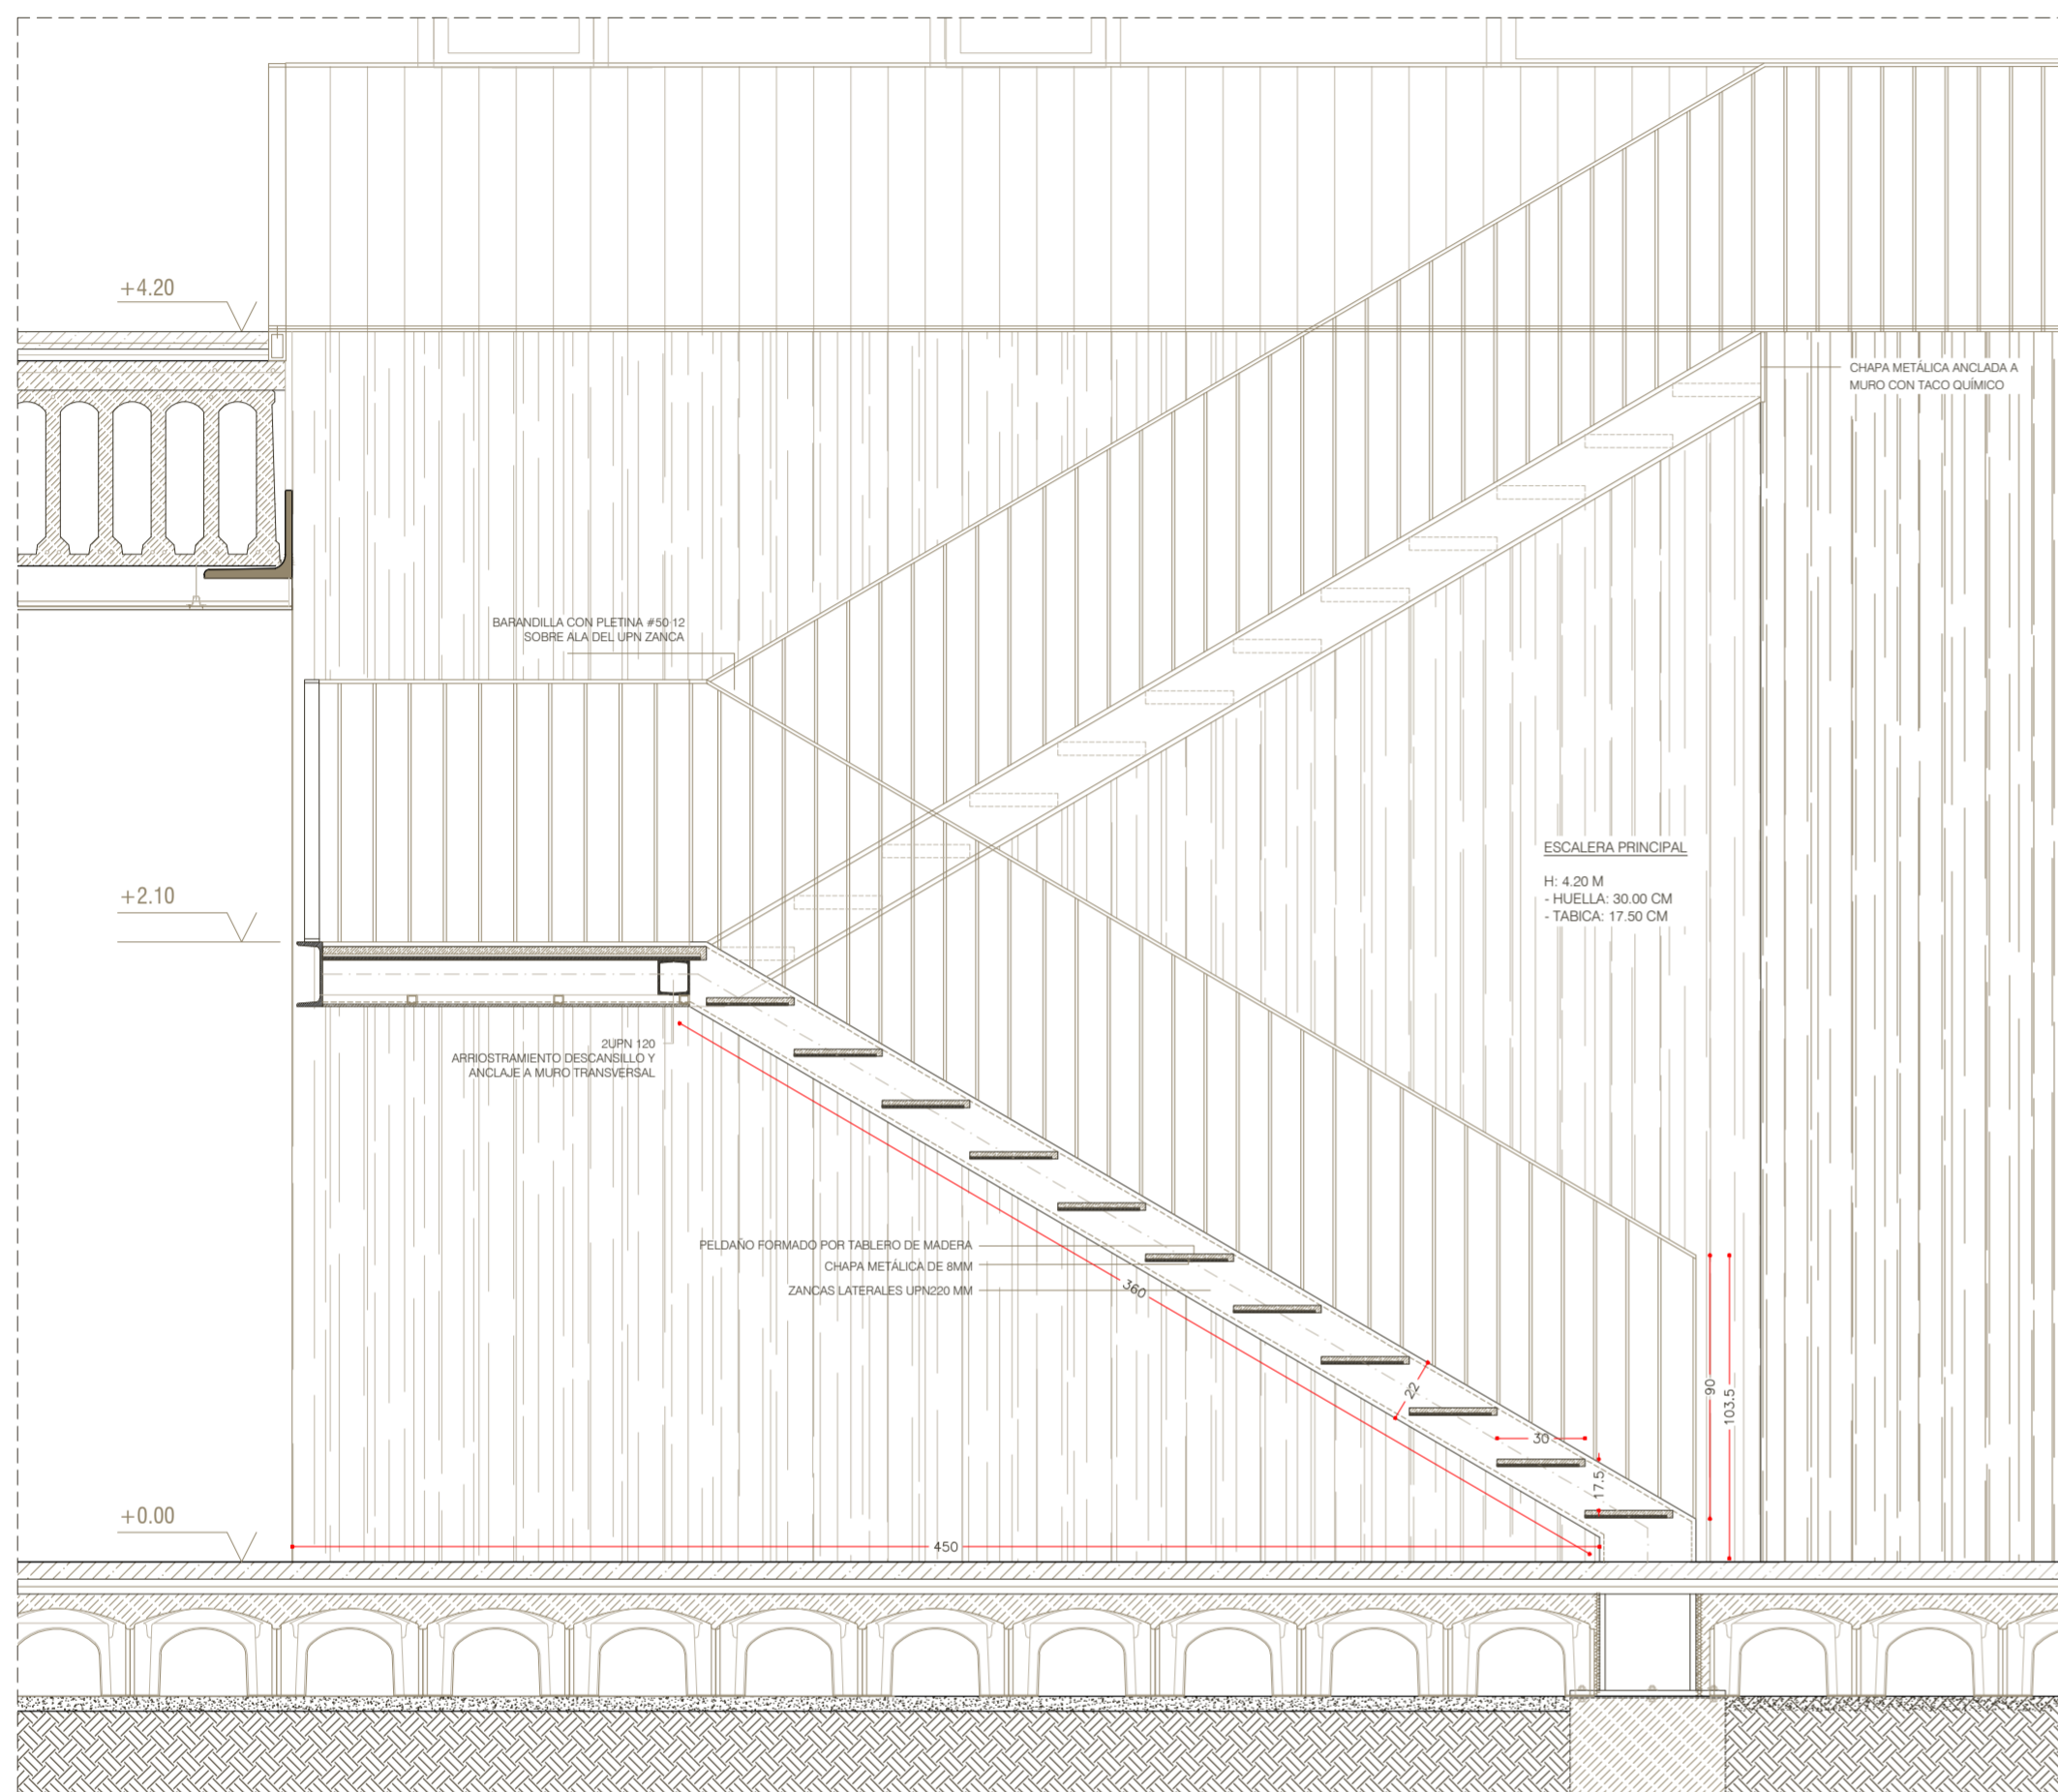 +4.20
CHAPA METÁLICA ANCLADA A
MURO CON TACO QUÍMICO
BARANDILLA CON PLETINA #50·12
SOBRE ALA DEL UPN ZANCA
ESCALERA PRINCIPAL
H: 4.20 M
- HUELLA: 30.00 CM
- TABICA: 17.50 CM
+2.10
2UPN 120
ARRIOSTRAMIENTO DESCANSILLO Y
ANCLAJE A MURO TRANSVERSAL
PELDAÑO FORMADO POR TABLERO DE MADERA
CHAPA METÁLICA DE 8MM
ZANCAS LATERALES UPN220 MM
360
22
90
103.5
30
17.5
+0.00
450